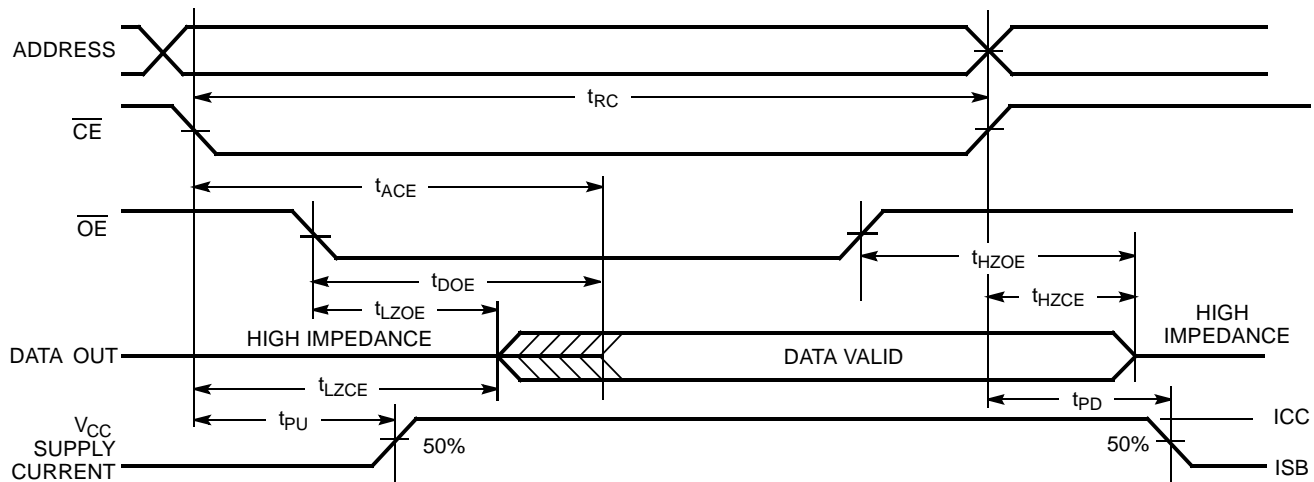 ADDRESS
tRC
CE
tACE
OE
tHZOE
tDOE
tLZOE
tHZCE
HIGH IMPEDANCE
HIGH
IMPEDANCE
DATA OUT
DATA VALID
tLZCE
tPU
tPD
VCC
SUPPLY
CURRENT
50%
50%
ICC
ISB